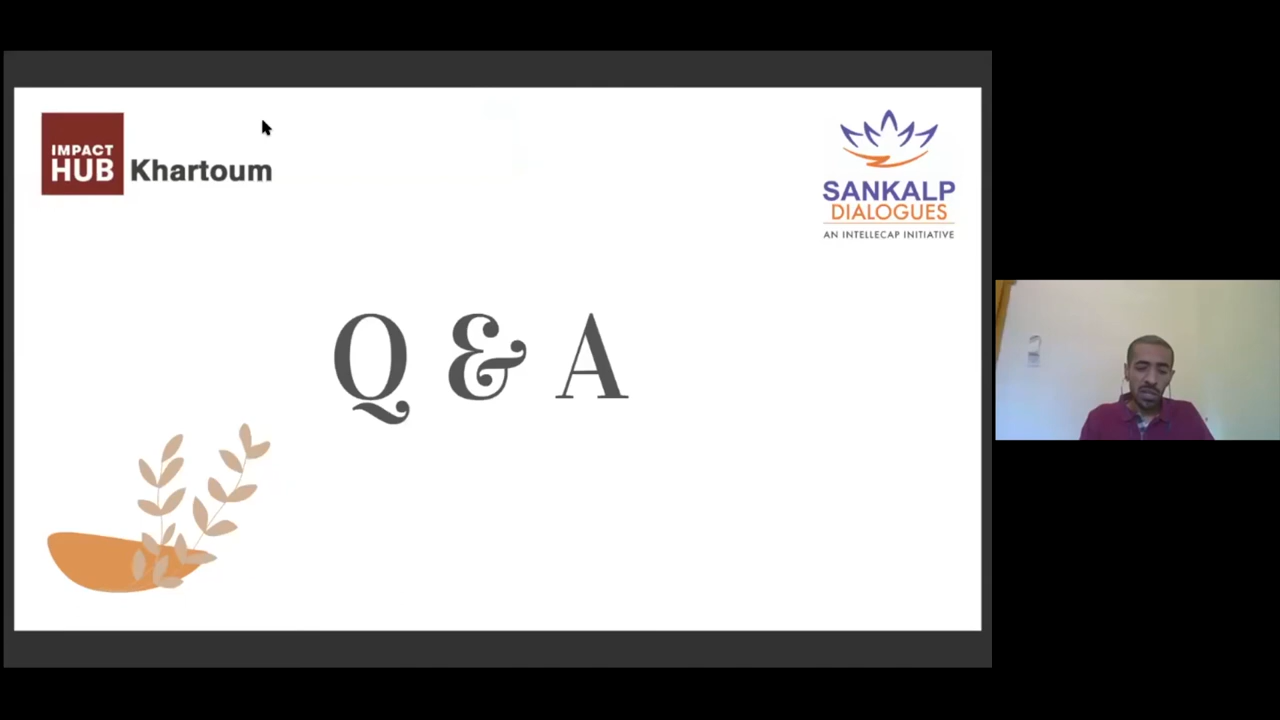 IMPACT
HUB Khartoum
SANKALP
DIALOGUES
AN INTELLECAP INITIATIVE
Q & A